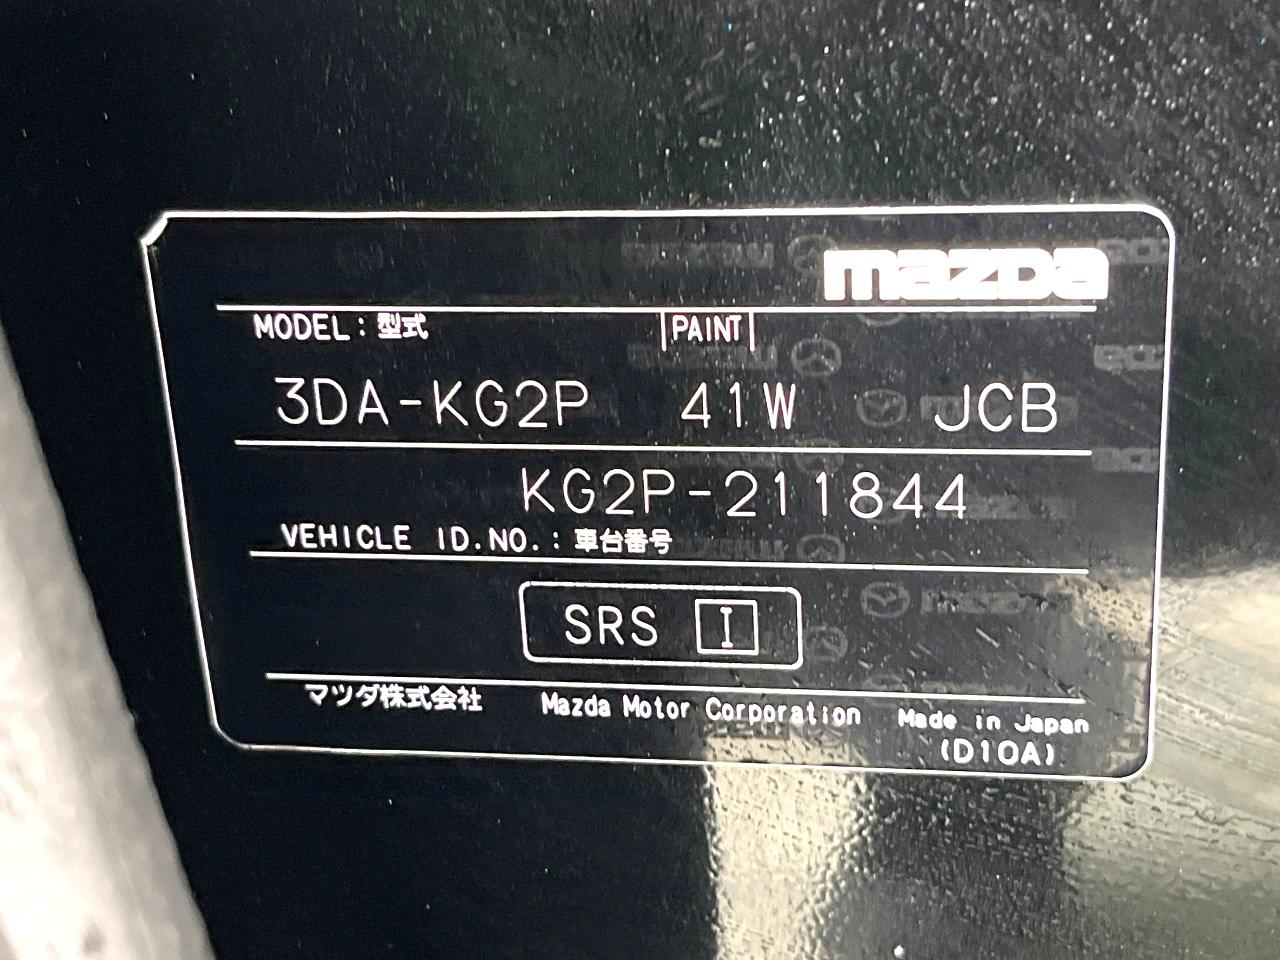 mazda
MODEL：型式 PAINT
3DA-KG2P 41W JCB
KG2P-211844
VEHICLE ID.NO.：車台番号
SRS I
マツダ株式会社 Mazda Motor Corporation Made in Japan
(D10A)